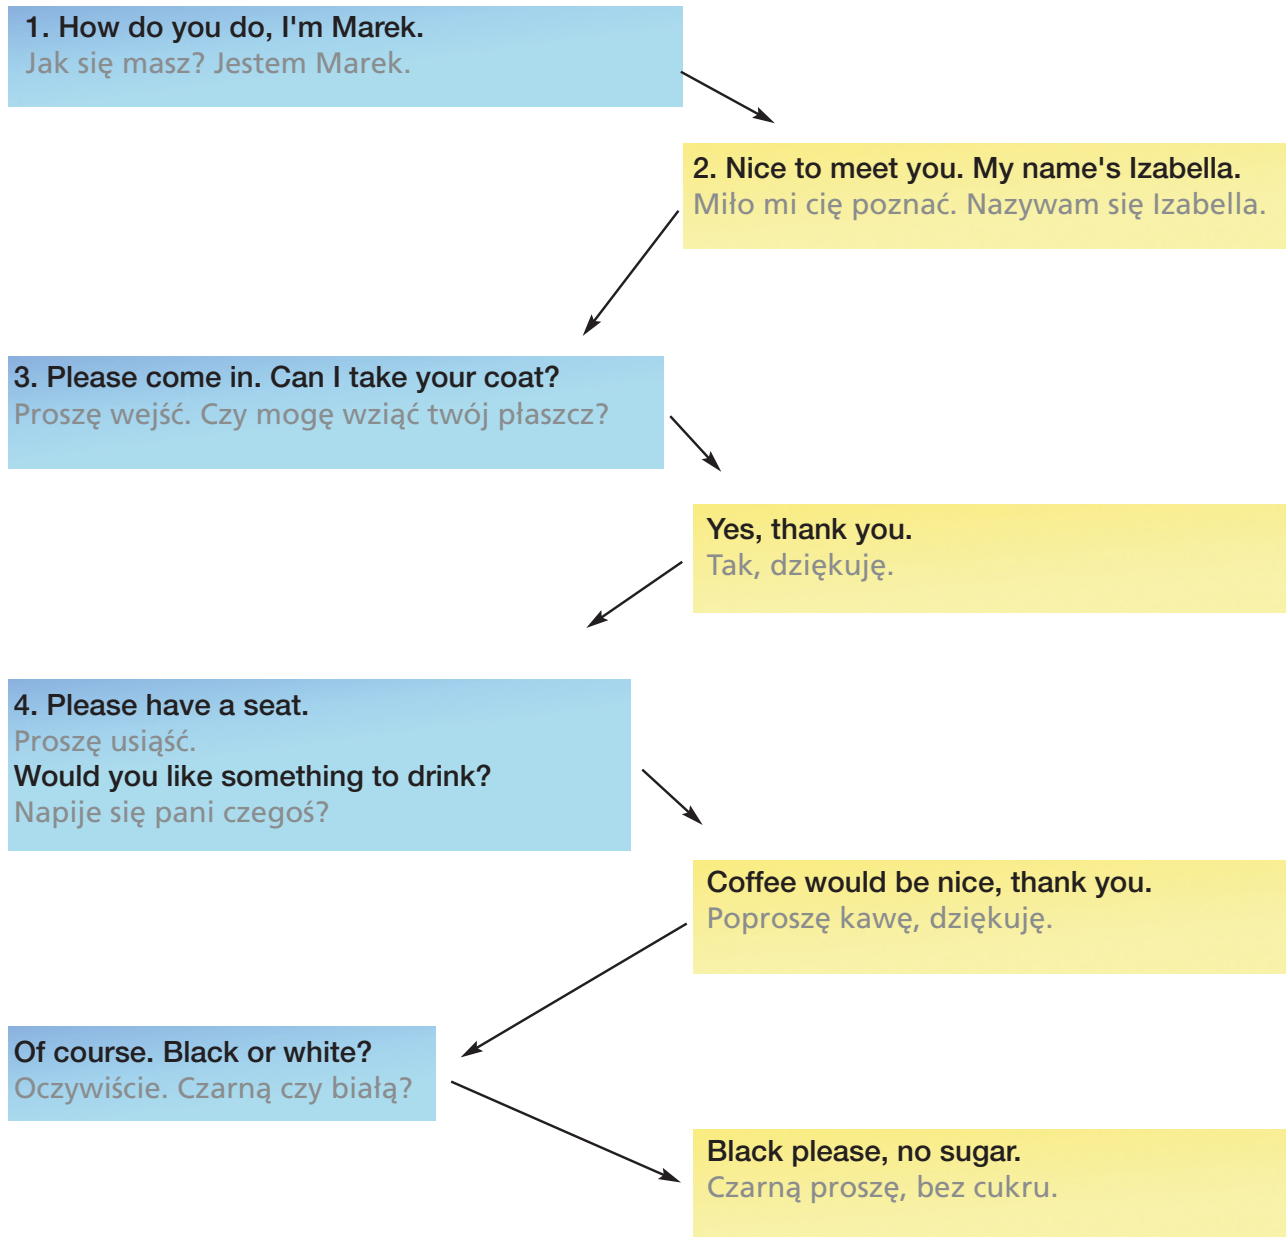 1. How do you do, I'm Marek.
Jak się masz? Jestem Marek.
2. Nice to meet you. My name's Izabella.
Miło mi cię poznać. Nazywam się Izabella.
3. Please come in. Can I take your coat?
Proszę wejść. Czy mogę wziąć twój płaszcz?
Yes, thank you.
Tak, dziękuję.
4. Please have a seat.
Proszę usiąść.
Would you like something to drink?
Napije się pani czegoś?
Coffee would be nice, thank you.
Poproszę kawę, dziękuję.
Of course. Black or white?
Oczywiście. Czarną czy białą?
Black please, no sugar.
Czarną proszę, bez cukru.